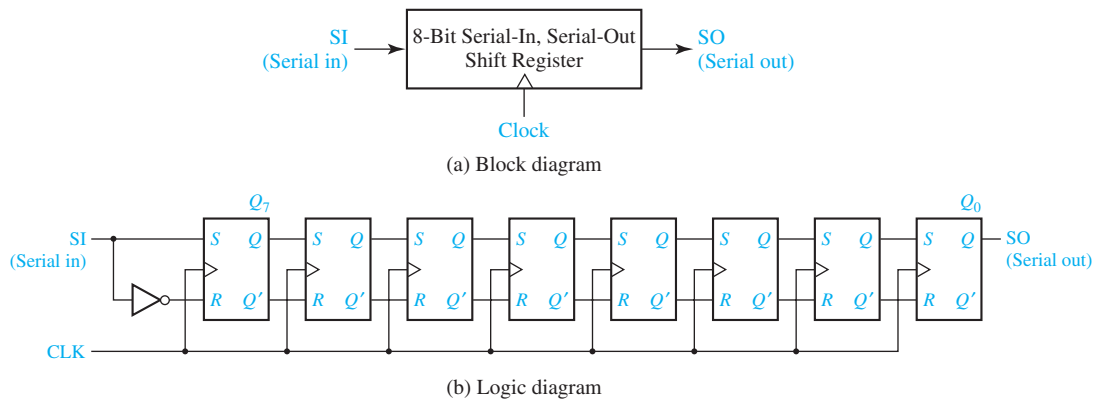 SI
(Serial in)
8-Bit Serial-In, Serial-Out
Shift Register
SO
(Serial out)
Clock
(a) Block diagram
Q7
Q0
SI
(Serial in)
S Q S Q S Q S Q S Q S Q S Q S Q
SO
(Serial out)
R Q' R Q' R Q' R Q' R Q' R Q' R Q' R Q'
CLK
(b) Logic diagram